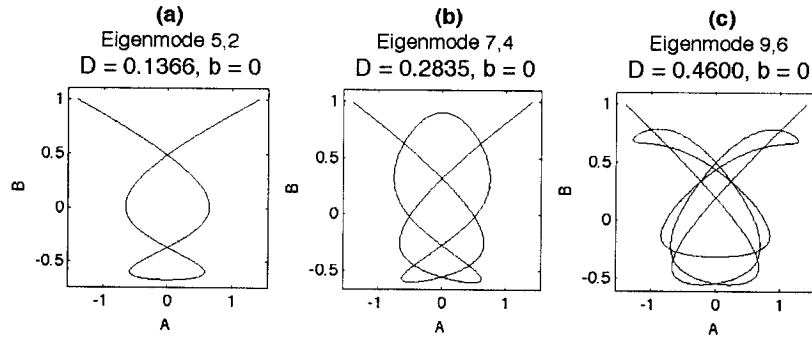 (a)
Eigenmode 5,2
D = 0.1366, b = 0
1
0.5
0
-0.5
B
-1
0
1
A
(b)
Eigenmode 7,4
D = 0.2835, b = 0
1
0.5
0
-0.5
B
-1
0
1
A
(c)
Eigenmode 9,6
D = 0.4600, b = 0
1
0.5
0
-0.5
B
-1
0
1
A